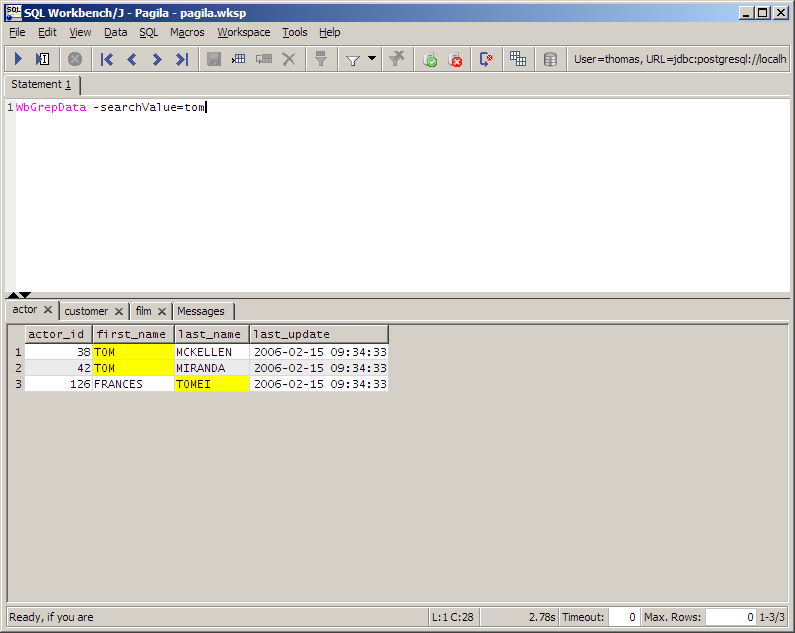 SQL Workbench/J - Pagila - pagila.wksp
File Edit View Data SQL Macros Workspace Tools Help
User=thomas, URL=jdbc:postgresql://localh
Statement 1
1 WbGrepData -searchValue=tom
actor customer film Messages
actor_id first_name last_name last_update
1 38 TOM MCKELLEN 2006-02-15 09:34:33
2 42 TOM MIRANDA 2006-02-15 09:34:33
3 126 FRANCES TOMEI 2006-02-15 09:34:33
Ready, if you are L:1 C:28 2.78s Timeout: 0 Max. Rows: 0 1-3/3